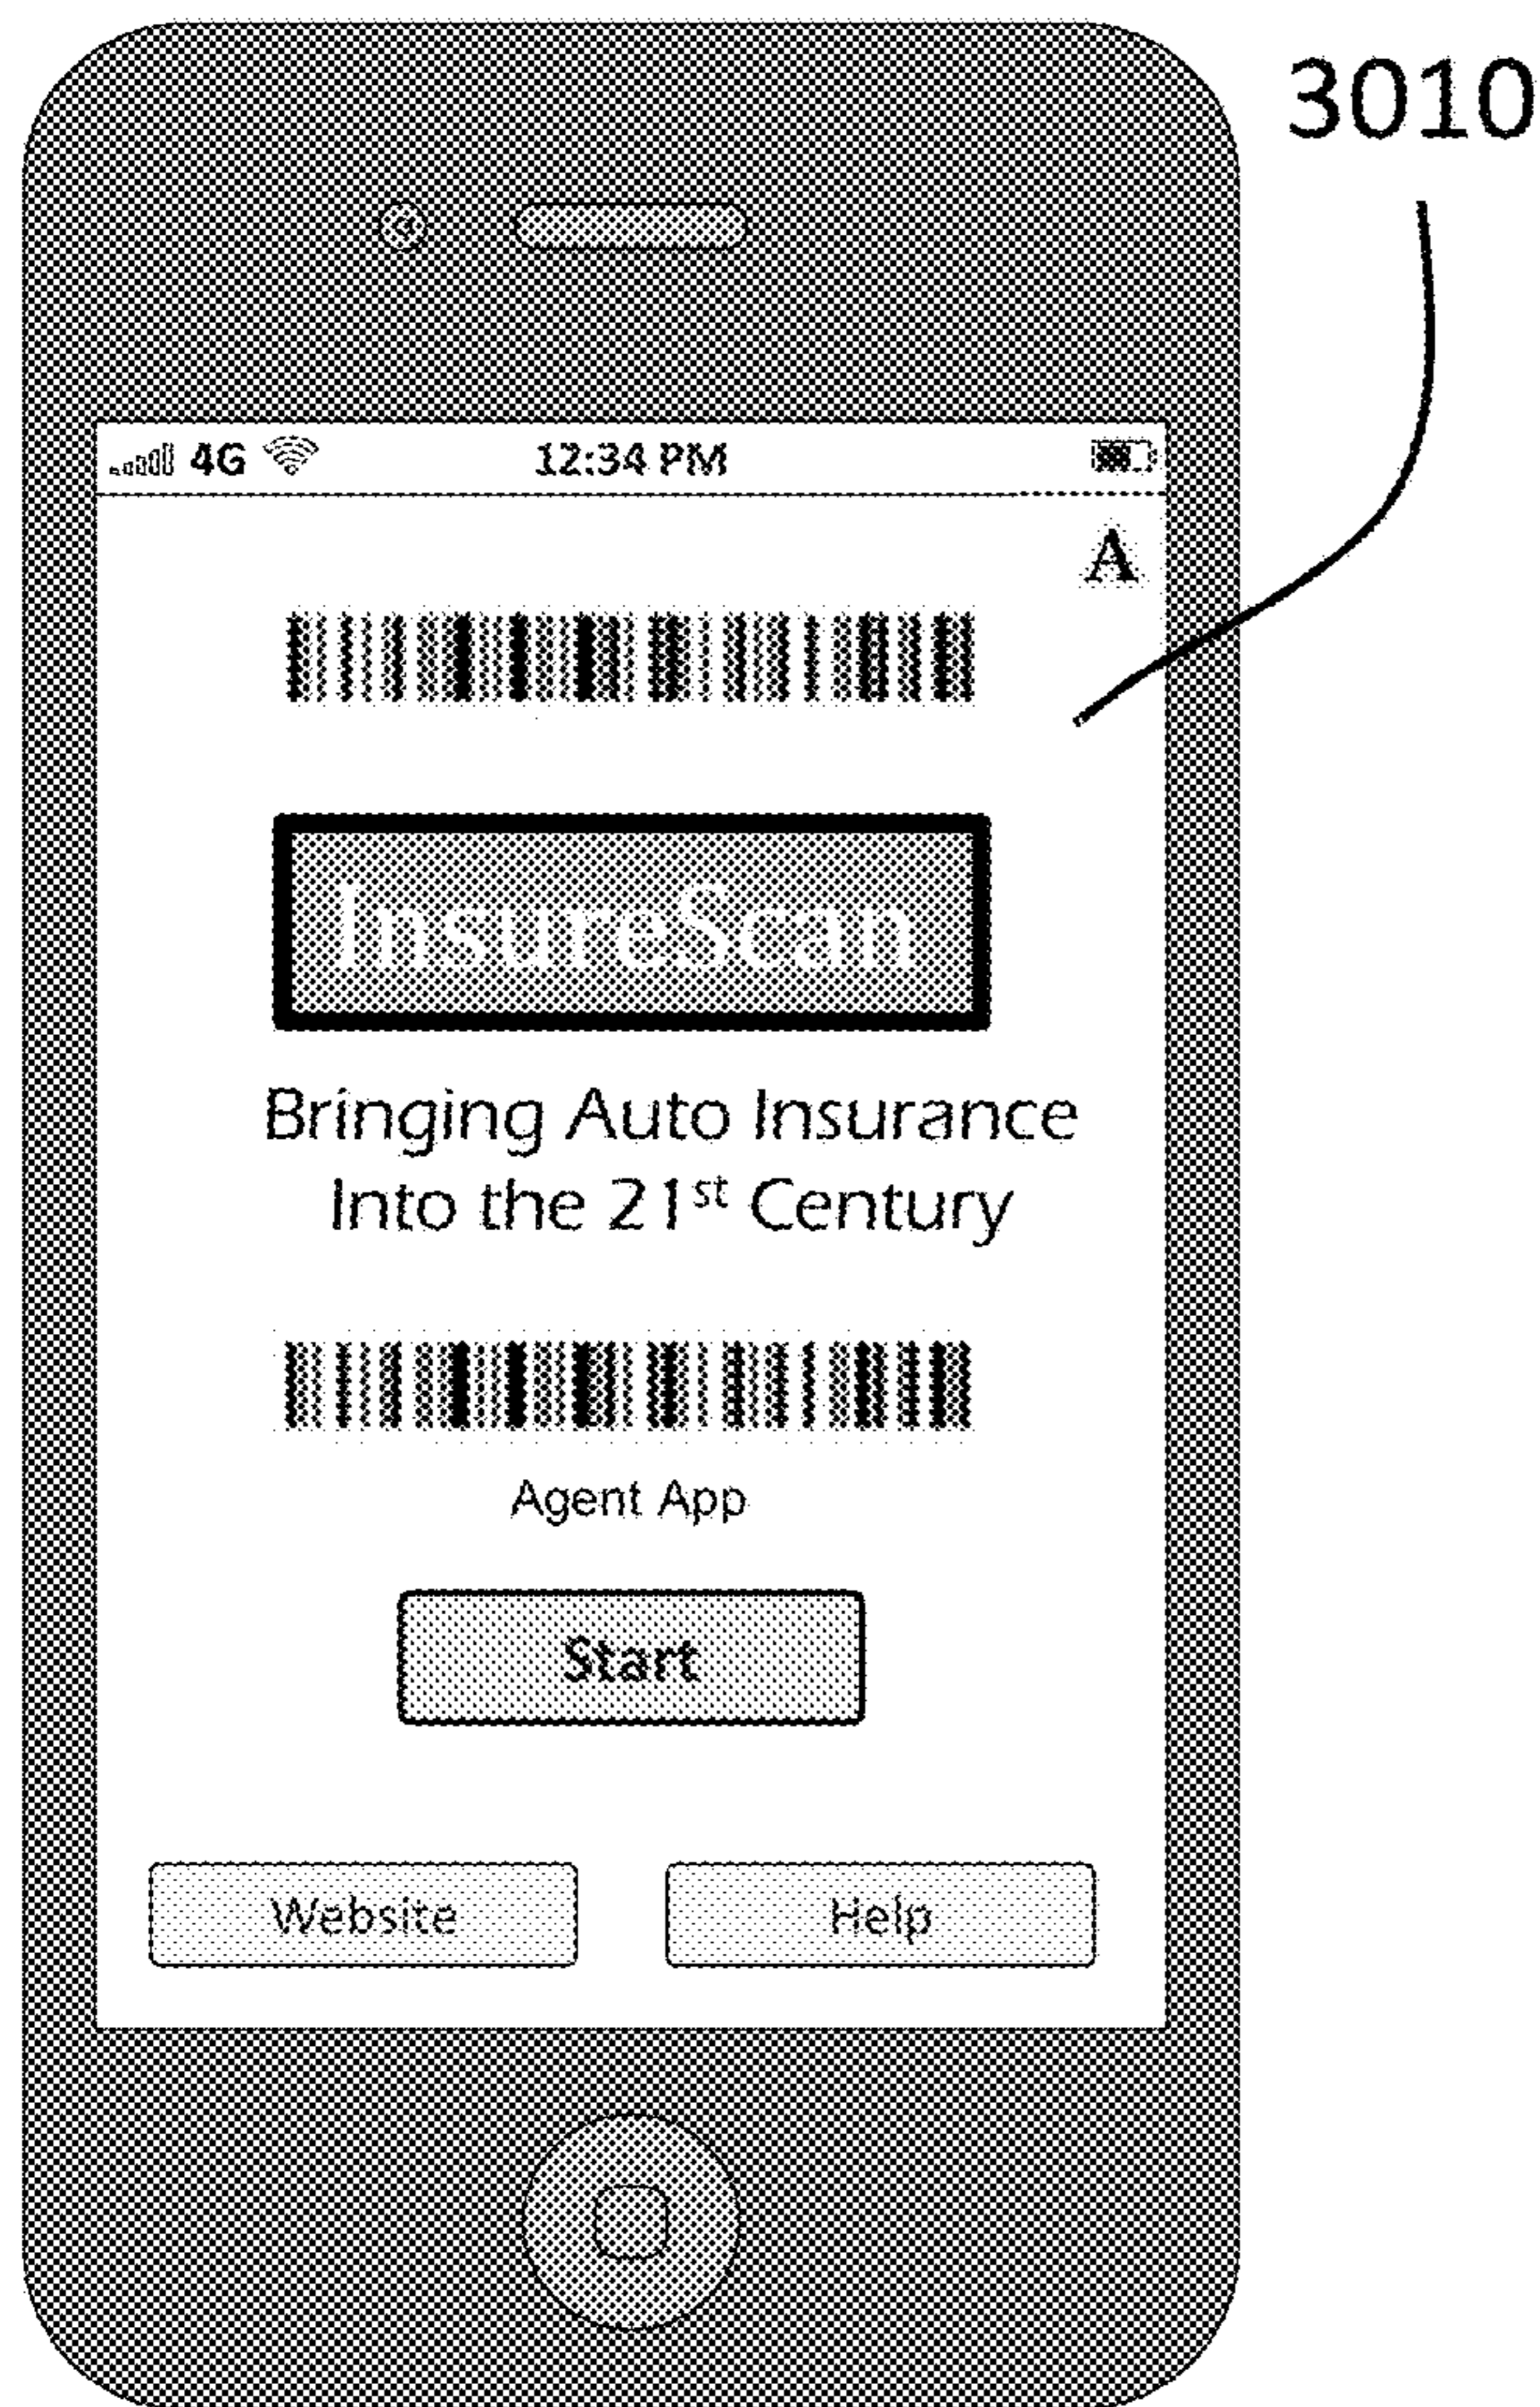 3010
4G 12:34 PM
A
InsureScan
Bringing Auto Insurance
Into the 21st Century
Agent App
Start
Website Help